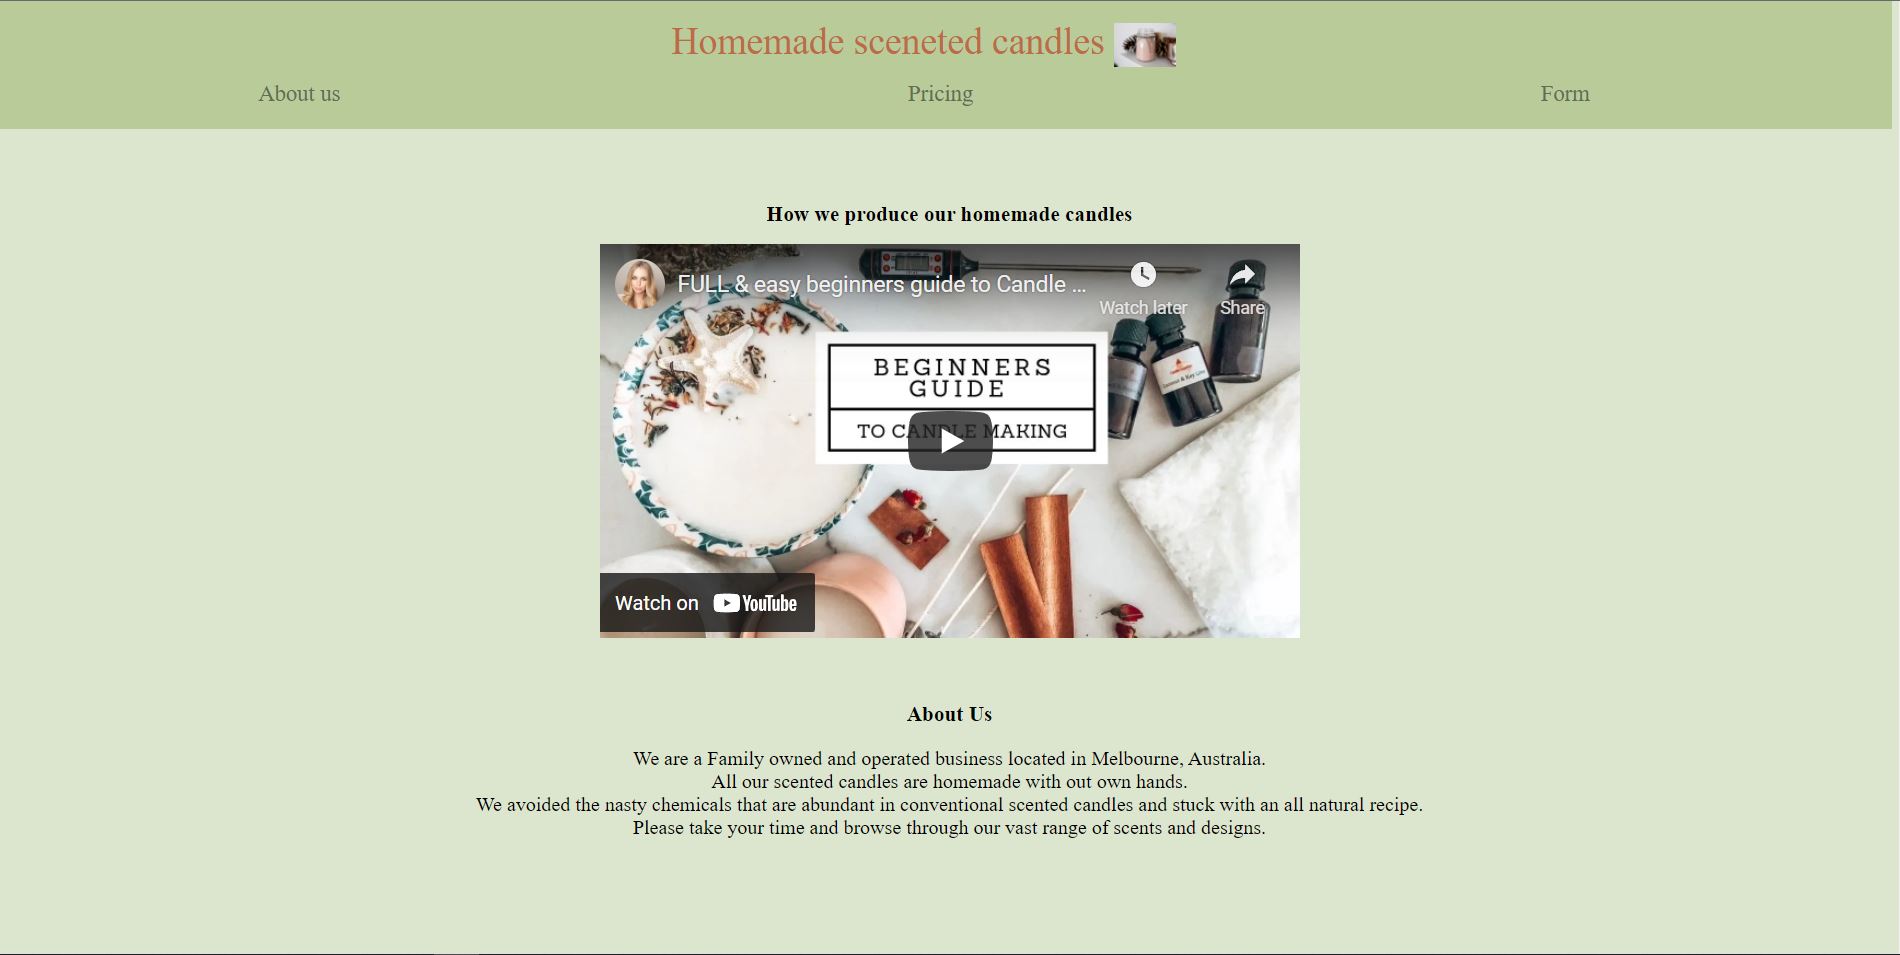 Homemade sceneted candles
About us
Pricing
Form
How we produce our homemade candles
FULL & easy beginners guide to Candle ...
Watch later
Share
BEGINNERS
GUIDE
TO CANDLE MAKING
Coconut & Key Lime
Watch on YouTube
About Us
We are a Family owned and operated business located in Melbourne, Australia.
All our scented candles are homemade with out own hands.
We avoided the nasty chemicals that are abundant in conventional scented candles and stuck with an all natural recipe.
Please take your time and browse through our vast range of scents and designs.